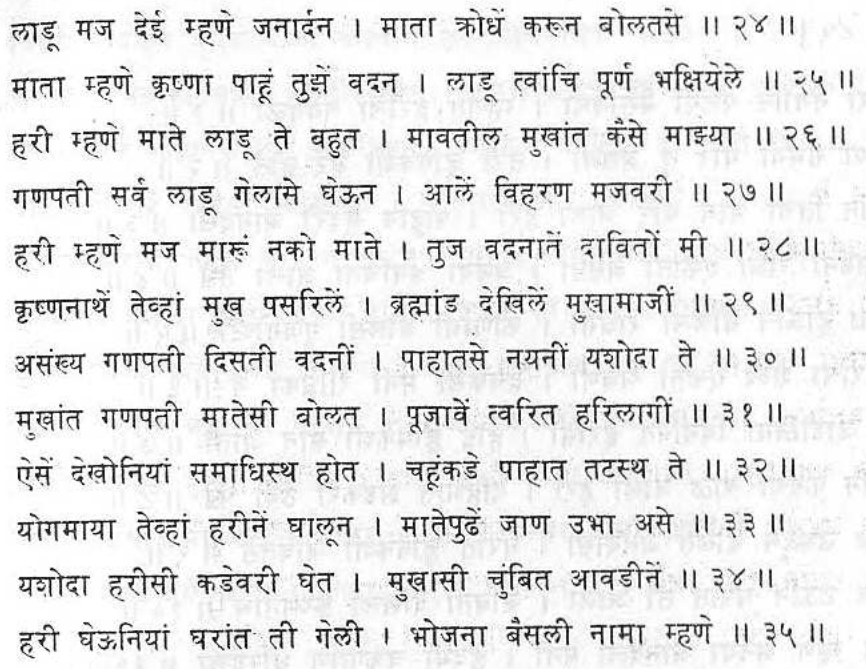 लाडू मज देई म्हणे जनार्दन । माता क्रोधें करून बोलतसे ॥ २४ ॥
माता म्हणे कृष्णा पाहूं तुझें वदन । लाडू त्वांचि पूर्ण भक्षियेले ॥ २५ ॥
हरी म्हणे माते लाडू ते बहुत । मावतील मुखांत कैसे माझ्या ॥ २६ ॥
गणपती सर्व लाडू गेलासे घेऊन । आलें विहरण मजवरी ॥ २७ ॥
हरी म्हणे मज मारूं नको माते । तुज वदनातें दावितों मी ॥ २८ ॥
कृष्णनाथें तेव्हां मुख पसरिलें । ब्रह्मांड देखिलें मुखामाजीं ॥ २९ ॥
असंख्य गणपती दिसती वदनीं । पाहातसे नयनीं यशोदा ते ॥ ३० ॥
मुखांत गणपती मातेसी बोलत । पूजावें त्वरित हरिलागीं ॥ ३१ ॥
ऐसें देखोनियां समाधिस्थ होत । चहूंकडे पाहात तटस्थ ते ॥ ३२ ॥
योगमाया तेव्हां हरीनें घालून । मातेपुढें जाण उभा असे ॥ ३३ ॥
यशोदा हरीसी कडेवरी घेत । मुखासी चुंबित आवडीनें ॥ ३४ ॥
हरी घेऊनियां घरांत ती गेली । भोजना बैसली नामा म्हणे ॥ ३५ ॥